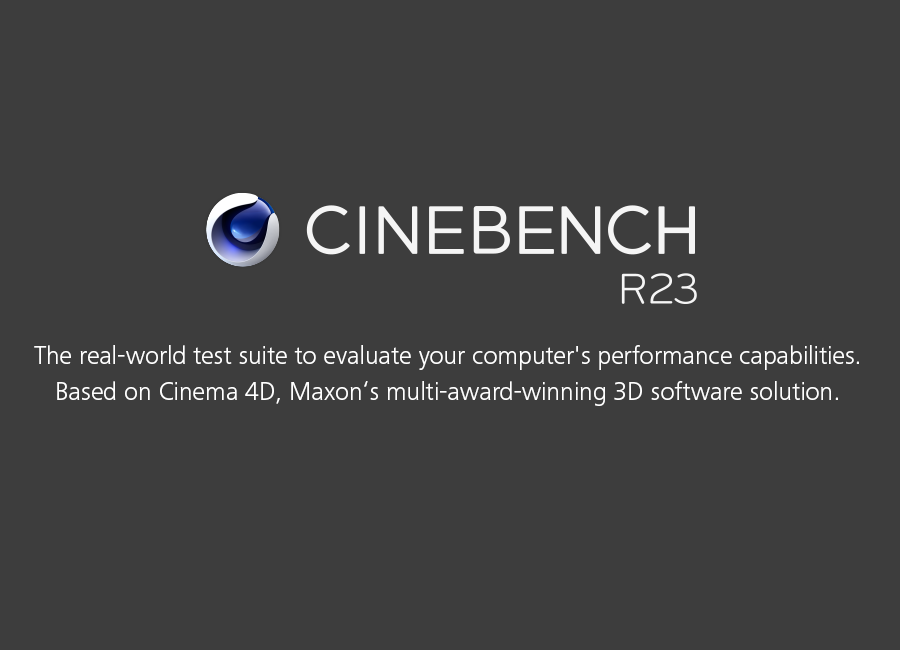 CINEBENCH
R23
The real-world test suite to evaluate your computer's performance capabilities.
Based on Cinema 4D, Maxon‘s multi-award-winning 3D software solution.